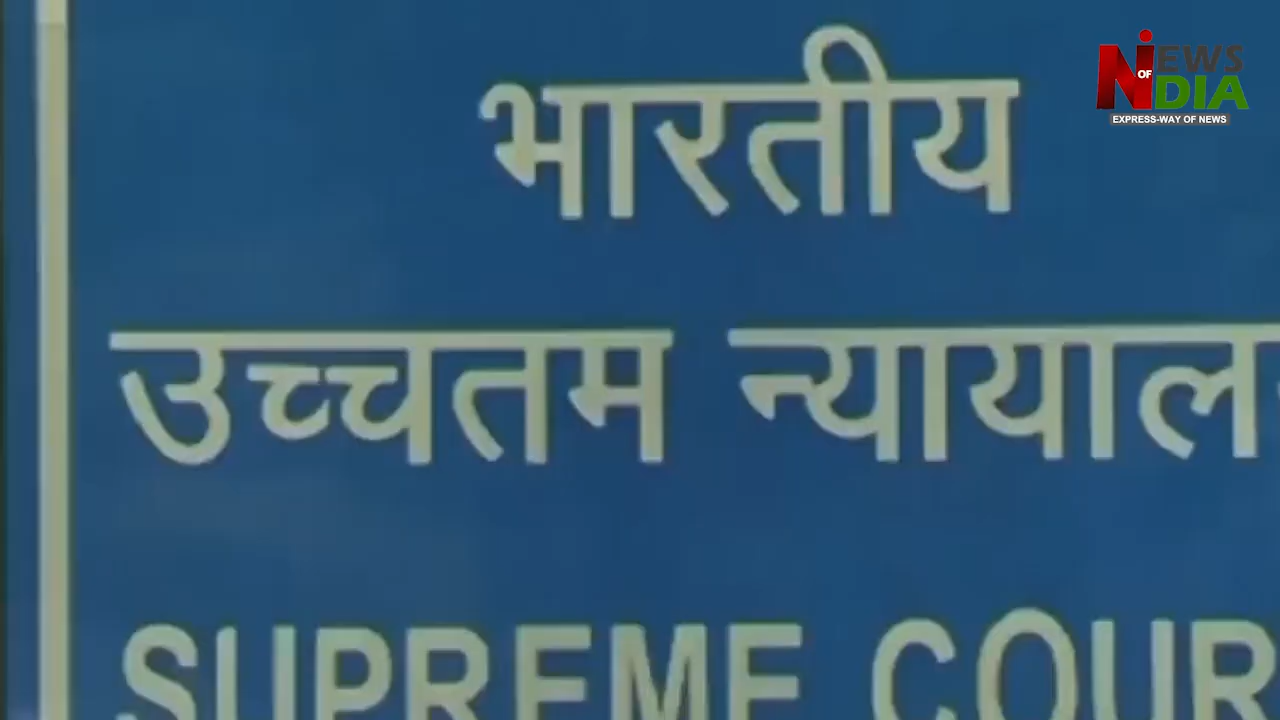 NEWS
OF
INDIA
EXPRESS-WAY OF NEWS
भारतीय
उच्चतम न्यायाल
SUPREME COUR